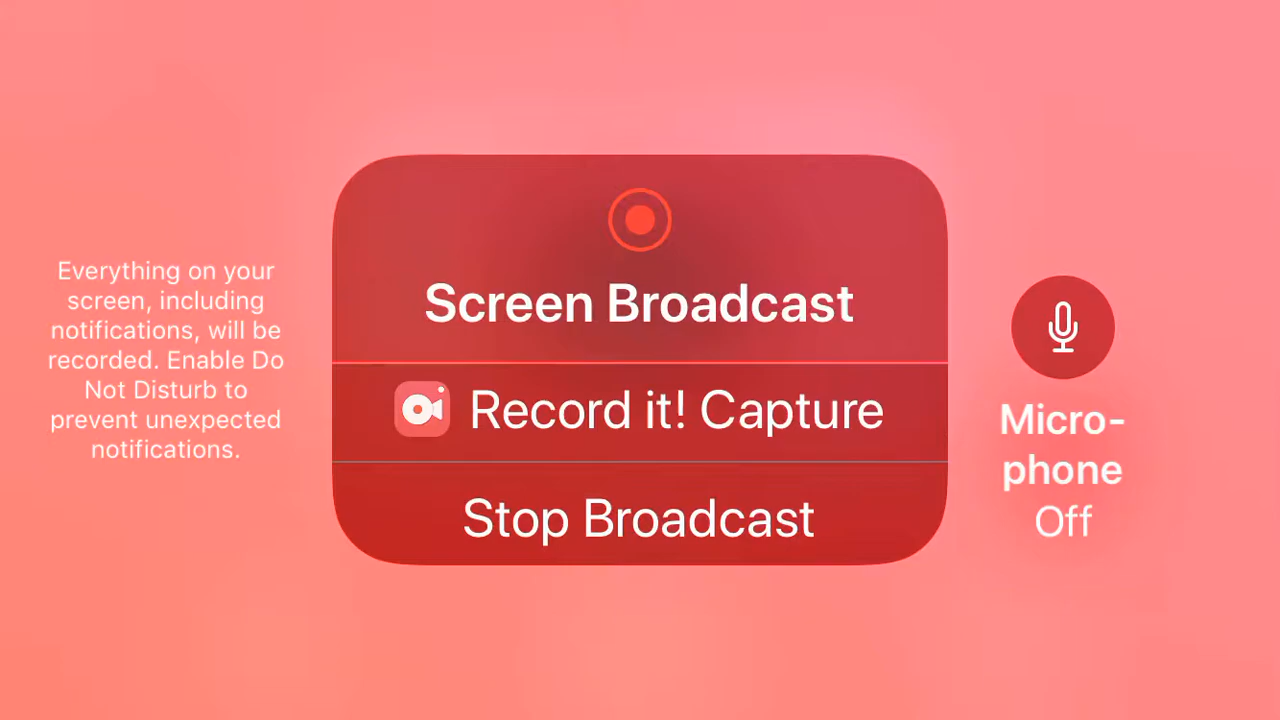 Everything on your
screen, including
notifications, will be
recorded. Enable Do
Not Disturb to
prevent unexpected
notifications.
Screen Broadcast
Record it! Capture
Stop Broadcast
Micro-
phone
Off